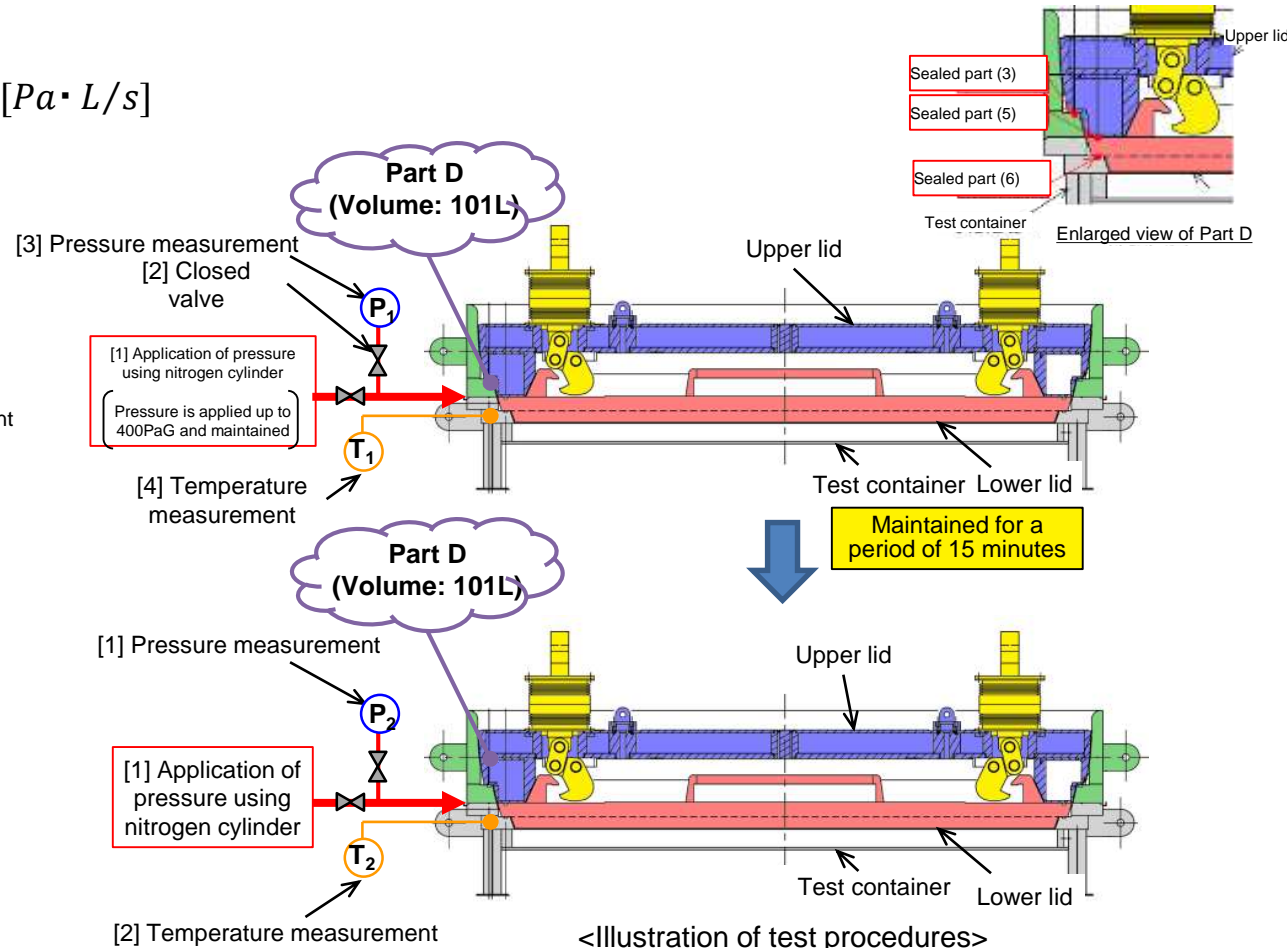 [Pa▪ L/s]
Upper lid
Sealed part (3)
Sealed part (5)
Sealed part (6)
Test container
Enlarged view of Part D
Part D
(Volume: 101L)
[3] Pressure measurement
[2] Closed
valve
P1
Upper lid
[1] Application of pressure
using nitrogen cylinder
Pressure is applied up to
400PaG and maintained
T1
[4] Temperature
measurement
Test container
Lower lid
Maintained for a
period of 15 minutes
Part D
(Volume: 101L)
[1] Pressure measurement
P2
Upper lid
[1] Application of
pressure using
nitrogen cylinder
T2
[2] Temperature measurement
Test container
Lower lid
<Illustration of test procedures>